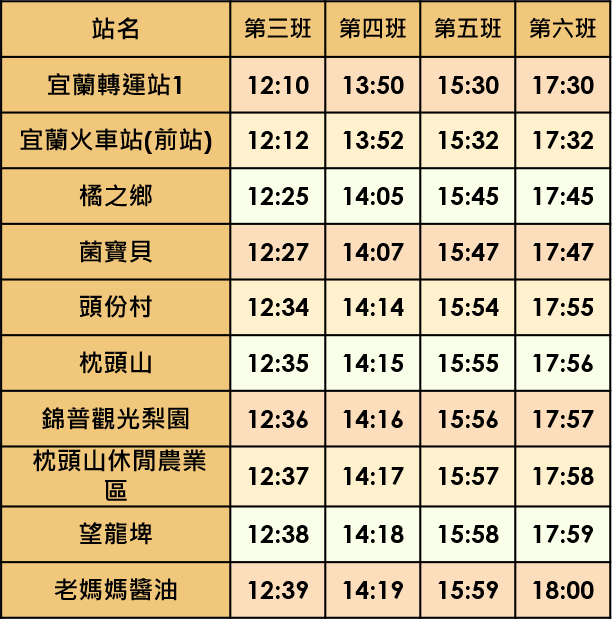 站名 第三班 第四班 第五班 第六班
宜蘭轉運站1 12:10 13:50 15:30 17:30
宜蘭火車站(前站) 12:12 13:52 15:32 17:32
橘之鄉 12:25 14:05 15:45 17:45
菌寶貝 12:27 14:07 15:47 17:47
頭份村 12:34 14:14 15:54 17:55
枕頭山 12:35 14:15 15:55 17:56
錦普觀光梨園 12:36 14:16 15:56 17:57
枕頭山休閒農業
區 12:37 14:17 15:57 17:58
望龍埤 12:38 14:18 15:58 17:59
老媽媽醬油 12:39 14:19 15:59 18:00